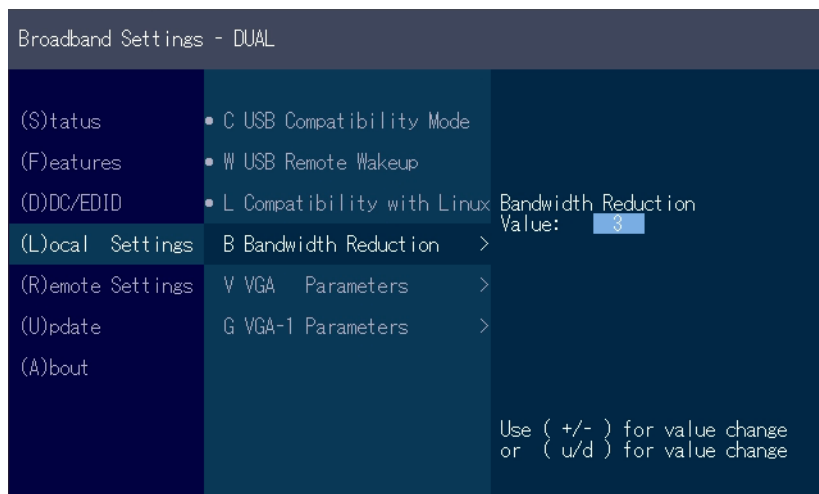 Broadband Settings - DUAL
(S)tatus
(F)eatures
(D)DC/EDID
(L)ocal Settings
(R)emote Settings
(U)pdate
(A)bout
• C USB Compatibility Mode
• W USB Remote Wakeup
• L Compatibility with Linux
B Bandwidth Reduction >
V VGA Parameters >
G VGA-1 Parameters >
Bandwidth Reduction
Value: 3
Use ( +/- ) for value change
or ( u/d ) for value change